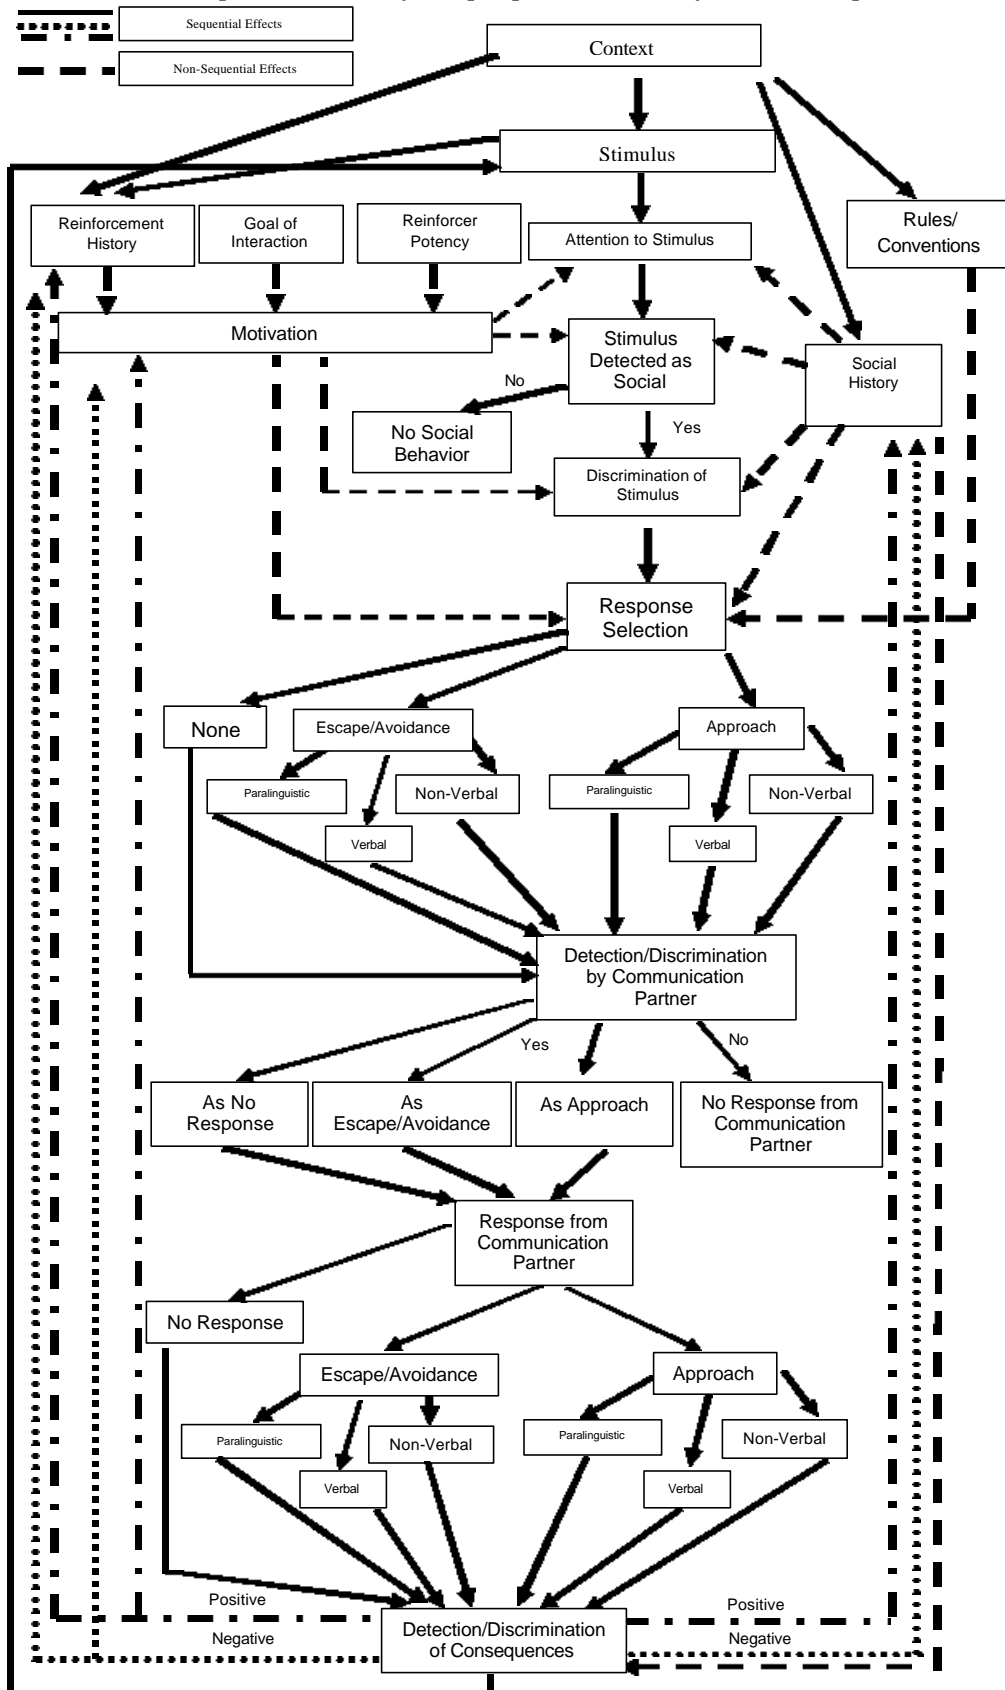 Sequential Effects
Non-Sequential Effects
Context
Stimulus
Reinforcement
History
Goal of
Interaction
Reinforcer
Potency
Attention to Stimulus
Rules/
Conventions
Motivation
Stimulus
Detected as
Social
Social
History
No
No Social
Behavior
Yes
Discrimination of
Stimulus
Response
Selection
None
Escape/Avoidance
Approach
Paralinguistic
Non-Verbal
Verbal
Paralinguistic
Non-Verbal
Verbal
Detection/Discrimination
by Communication
Partner
Yes
No
As No
Response
As
Escape/Avoidance
As Approach
No Response from
Communication
Partner
Response from
Communication
Partner
No Response
Escape/Avoidance
Approach
Paralinguistic
Non-Verbal
Verbal
Paralinguistic
Non-Verbal
Verbal
Positive
Negative
Detection/Discrimination
of Consequences
Positive
Negative